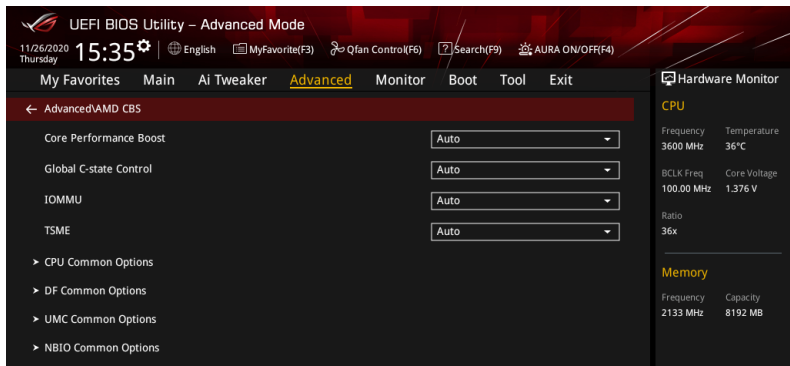 UEFI BIOS Utility – Advanced Mode
11/26/2020 Thursday 15:35 English MyFavorite(F3) Qfan Control(F6) ? Search(F9) AURA ON/OFF(F4)
My Favorites Main Ai Tweaker Advanced Monitor Boot Tool Exit
← Advanced\AMD CBS
Core Performance Boost Auto
Global C-state Control Auto
IOMMU Auto
TSME Auto
➤ CPU Common Options
➤ DF Common Options
➤ UMC Common Options
➤ NBIO Common Options
Hardware Monitor
CPU
Frequency Temperature
3600 MHz 36°C
BCLK Freq Core Voltage
100.00 MHz 1.376 V
Ratio
36x
Memory
Frequency Capacity
2133 MHz 8192 MB